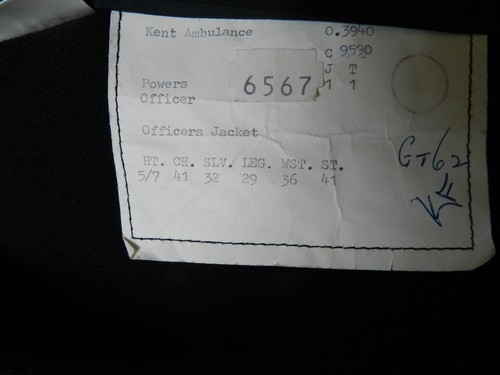 Kent Ambulance 0.3940
C 9590
J T
Powers 6567 1 1
Officer
Officers Jacket
HT. CH. SLV. LEG. WST. ST.
5/7 41 32 29 36 41
GT62